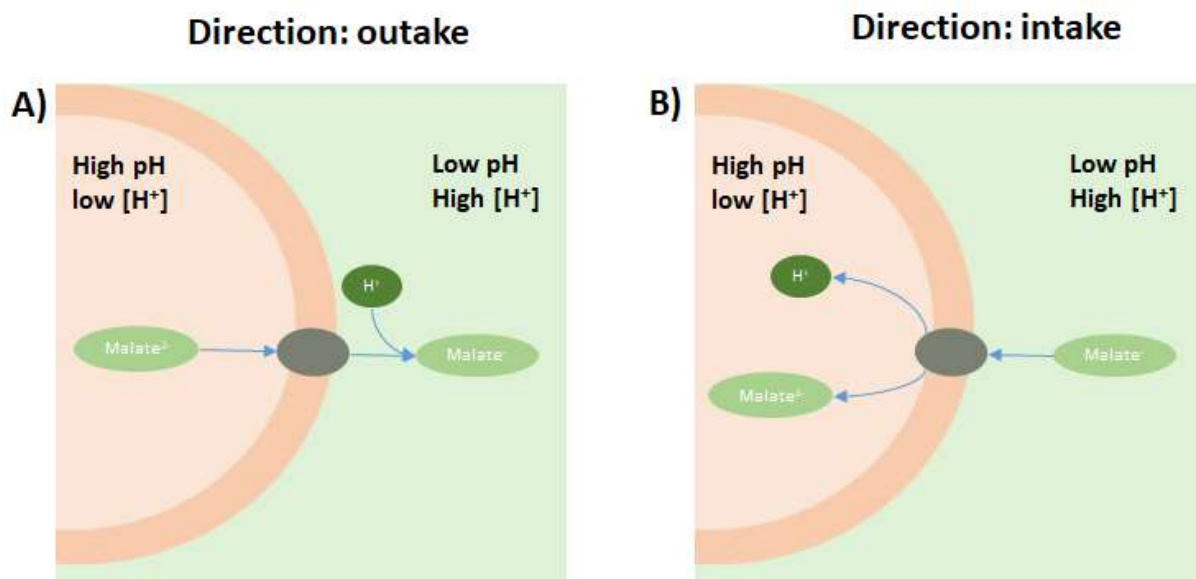 Direction: outake
Direction: intake
A)
High pH
low [H⁺]
Low pH
High [H⁺]
H⁺
Malate²⁻
Malate⁻
B)
High pH
low [H⁺]
Low pH
High [H⁺]
H⁺
Malate²⁻
Malate⁻